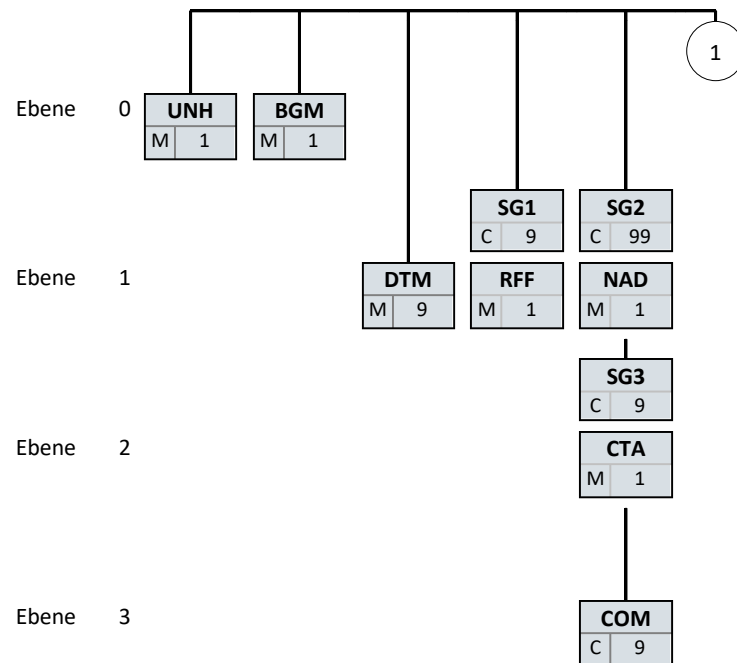 1
Ebene 0 UNH BGM
M 1 M 1
SG1 SG2
C 9 C 99
Ebene 1 DTM RFF NAD
M 9 M 1 M 1
SG3
C 9
Ebene 2 CTA
M 1
Ebene 3 COM
C 9